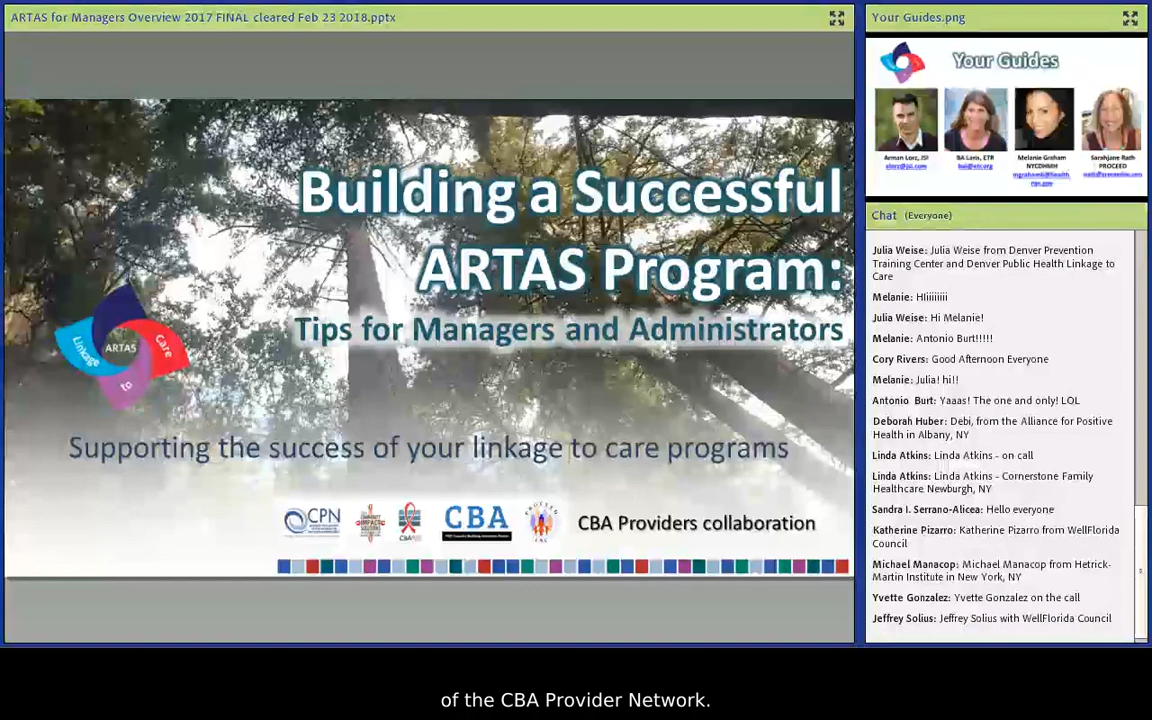 ARTAS for Managers Overview 2017 FINAL cleared Feb 23 2018.pptx
Building a Successful
ARTAS Program:
Tips for Managers and Administrators
Linkage
ARTAS
Care
to
Supporting the success of your linkage to care programs
CPN
CBA
CBA Providers collaboration
Your Guides.png
Your Guides
Arman Lorz, JSI
BA Laris, ETR
Melanie Graham
NYCDHMH
Sarahjane Rath
PROCEED
Chat (Everyone)
Julia Weise: Julia Weise from Denver Prevention
Training Center and Denver Public Health Linkage to
Care
Melanie: HIiiiiiiii
Julia Weise: Hi Melanie!
Melanie: Antonio Burt!!!!!
Cory Rivers: Good Afternoon Everyone
Melanie: Julia! hi!!
Antonio Burt: Yaaas! The one and only! LOL
Deborah Huber: Debi, from the Alliance for Positive
Health in Albany, NY
Linda Atkins: Linda Atkins - on call
Linda Atkins: Linda Atkins - Cornerstone Family
Healthcare Newburgh, NY
Sandra I. Serrano-Alicea: Hello everyone
Katherine Pizarro: Katherine Pizarro from WellFlorida
Council
Michael Manacop: Michael Manacop from Hetrick-
Martin Institute in New York, NY
Yvette Gonzalez: Yvette Gonzalez on the call
Jeffrey Solius: Jeffrey Solius with WellFlorida Council
of the CBA Provider Network.